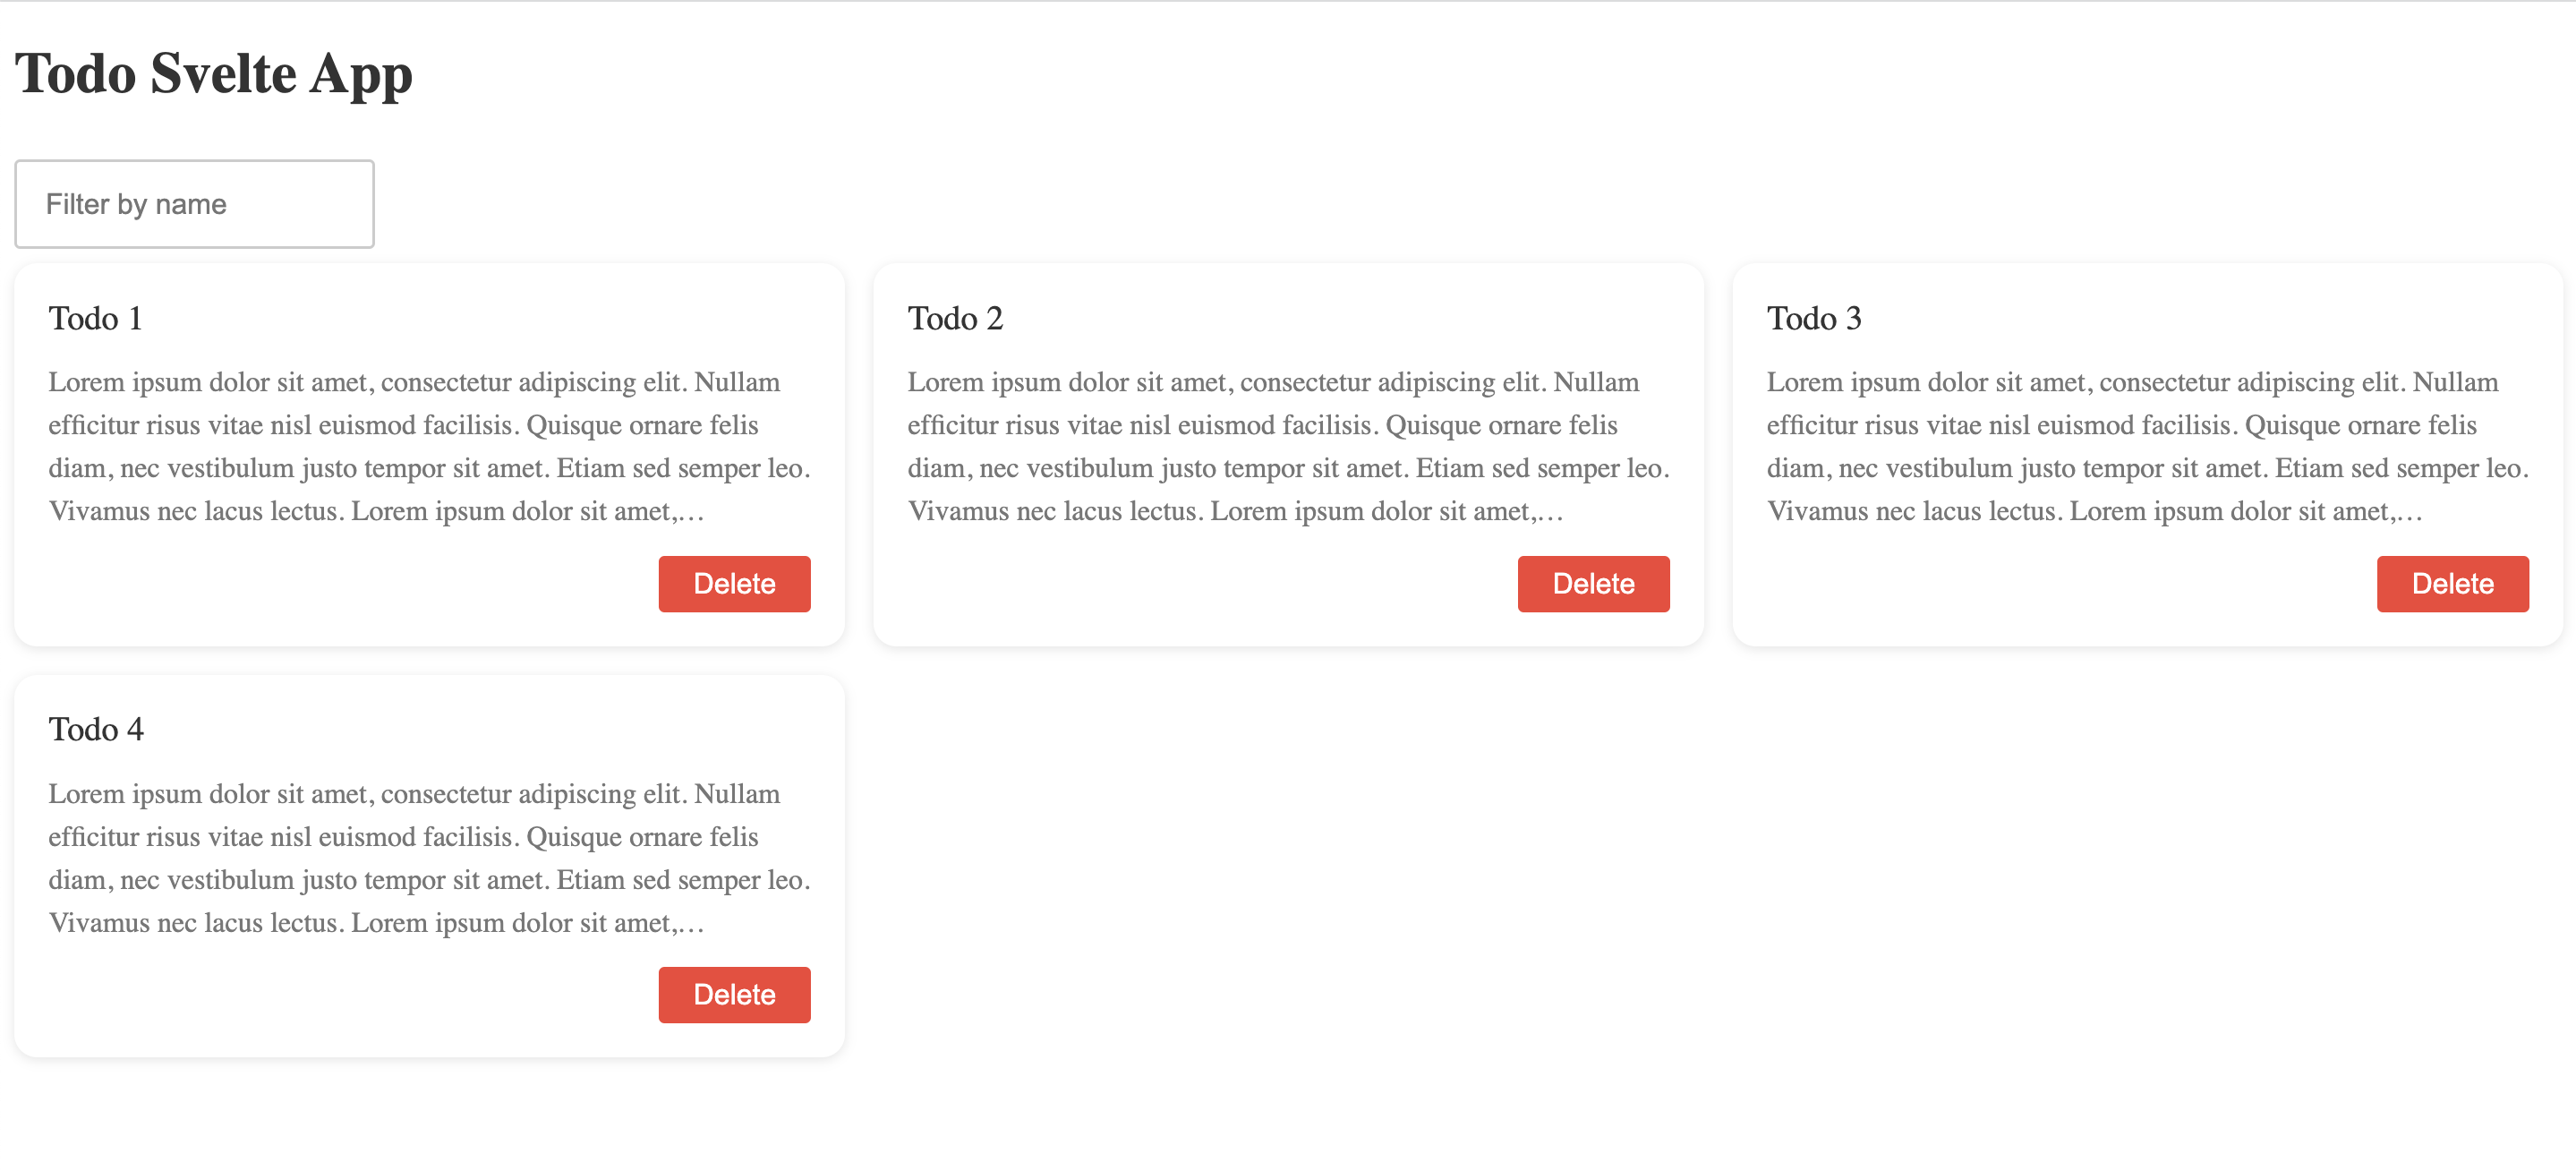 Todo Svelte App
Filter by name
Todo 1
Lorem ipsum dolor sit amet, consectetur adipiscing elit. Nullam
efficitur risus vitae nisl euismod facilisis. Quisque ornare felis
diam, nec vestibulum justo tempor sit amet. Etiam sed semper leo.
Vivamus nec lacus lectus. Lorem ipsum dolor sit amet,…
Delete
Todo 2
Lorem ipsum dolor sit amet, consectetur adipiscing elit. Nullam
efficitur risus vitae nisl euismod facilisis. Quisque ornare felis
diam, nec vestibulum justo tempor sit amet. Etiam sed semper leo.
Vivamus nec lacus lectus. Lorem ipsum dolor sit amet,…
Delete
Todo 3
Lorem ipsum dolor sit amet, consectetur adipiscing elit. Nullam
efficitur risus vitae nisl euismod facilisis. Quisque ornare felis
diam, nec vestibulum justo tempor sit amet. Etiam sed semper leo.
Vivamus nec lacus lectus. Lorem ipsum dolor sit amet,…
Delete
Todo 4
Lorem ipsum dolor sit amet, consectetur adipiscing elit. Nullam
efficitur risus vitae nisl euismod facilisis. Quisque ornare felis
diam, nec vestibulum justo tempor sit amet. Etiam sed semper leo.
Vivamus nec lacus lectus. Lorem ipsum dolor sit amet,…
Delete